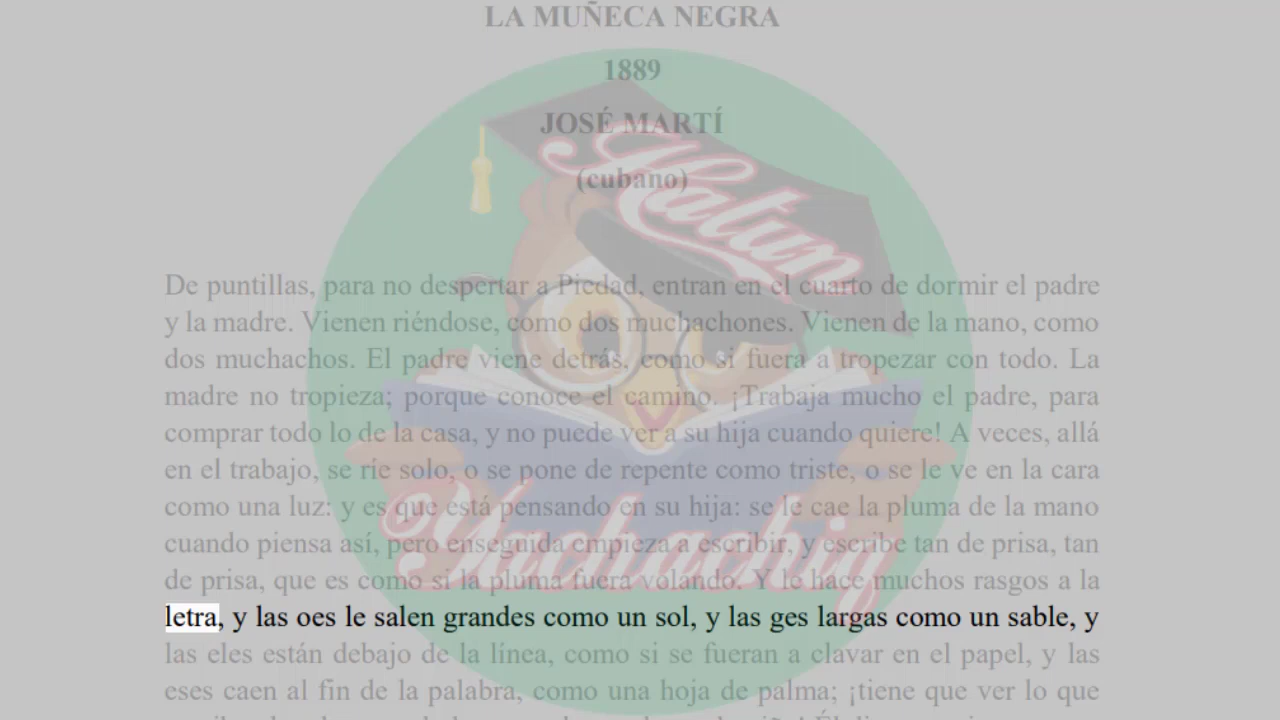 LA MUÑECA NEGRA
1889
JOSÉ MARTÍ
(cubano)
Hatun
Yachachiq
De puntillas, para no despertar a Piedad, entran en el cuarto de dormir el padre
y la madre. Vienen riéndose, como dos muchachones. Vienen de la mano, como
dos muchachos. El padre viene detrás, como si fuera a tropezar con todo. La
madre no tropieza; porque conoce el camino. ¡Trabaja mucho el padre, para
comprar todo lo de la casa, y no puede ver a su hija cuando quiere! A veces, allá
en el trabajo, se ríe solo, o se pone de repente como triste, o se le ve en la cara
como una luz: y es que está pensando en su hija: se le cae la pluma de la mano
cuando piensa así, pero enseguida empieza a escribir, y escribe tan de prisa, tan
de prisa, que es como si la pluma fuera volando. Y le hace muchos rasgos a la
letra, y las oes le salen grandes como un sol, y las ges largas como un sable, y
las eles están debajo de la línea, como si se fueran a clavar en el papel, y las
eses caen al fin de la palabra, como una hoja de palma; ¡tiene que ver lo que